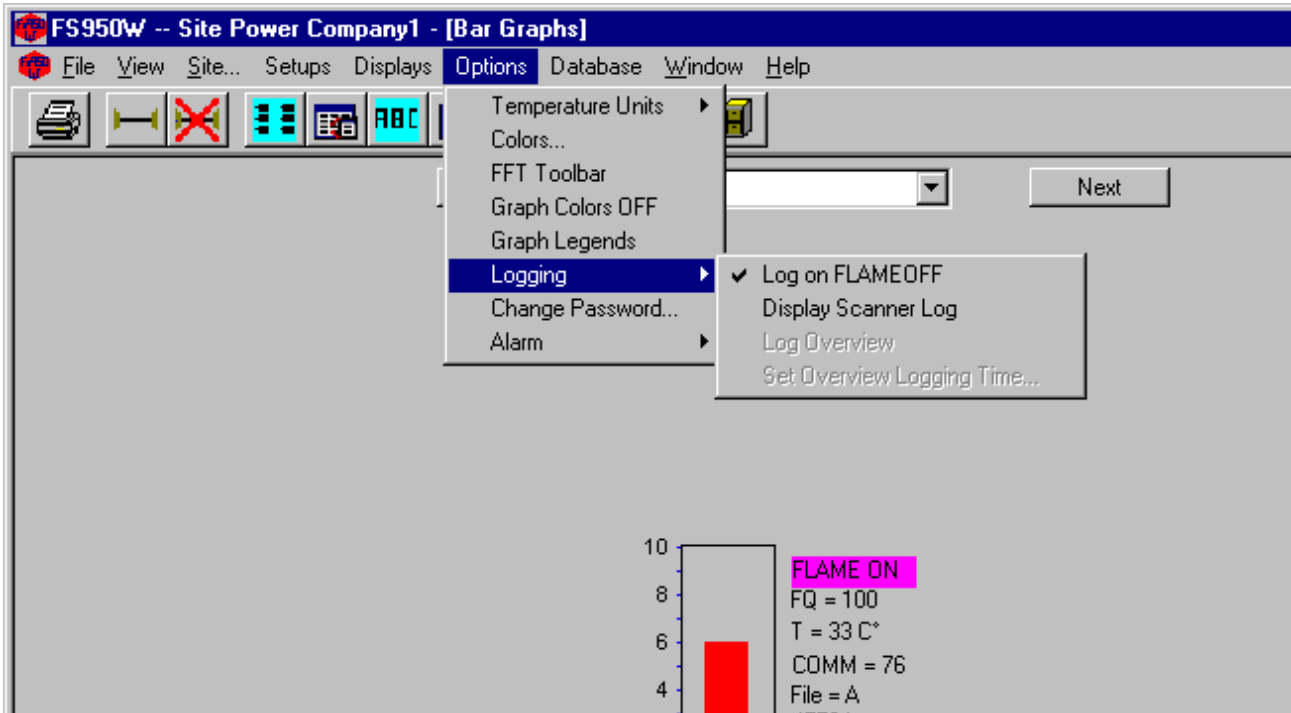 FS950W -- Site Power Company1 - [Bar Graphs]
File View Site... Setups Displays Options Database Window Help
ABC
Temperature Units
Colors...
FFT Toolbar
Graph Colors OFF
Graph Legends
Logging
Change Password...
Alarm
Next
Log on FLAMEOFF
Display Scanner Log
Log Overview
Set Overview Logging Time...
10
8
6
4
FLAME ON
FQ = 100
T = 33 C°
COMM = 76
File = A